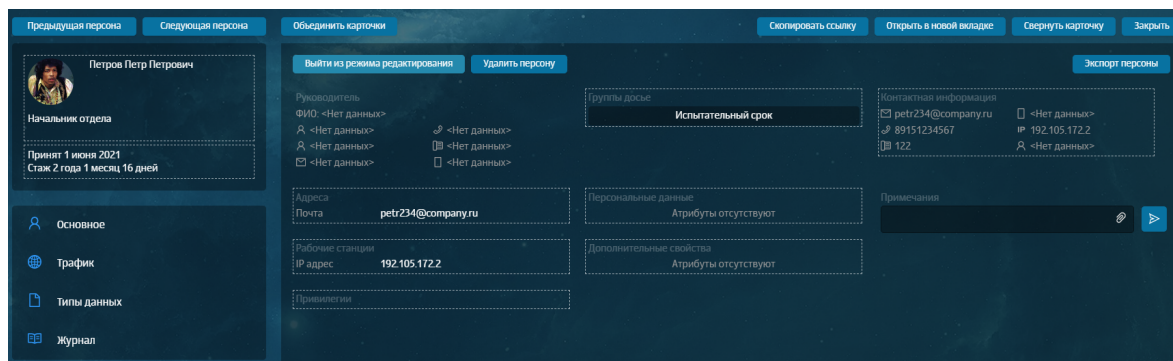 Предыдущая персона Следующая персона Объединить карточки Скопировать ссылку Открыть в новой вкладке Свернуть карточку Закрыть
Петров Петр Петрович
Начальник отдела
Принят 1 июня 2021
Стаж 2 года 1 месяц 16 дней
Основное
Трафик
Типы данных
Журнал
Выйти из режима редактирования Удалить персону Экспорт персоны
Руководитель
ФИО: <Нет данных>
<Нет данных> <Нет данных>
<Нет данных> <Нет данных>
<Нет данных> <Нет данных>
Группы досье
Испытательный срок
Контактная информация
petr234@company.ru <Нет данных>
89151234567 IP 192.105.172.2
122 <Нет данных>
Адреса
Почта petr234@company.ru
Персональные данные
Атрибуты отсутствуют
Примечания
Рабочие станции
IP адрес 192.105.172.2
Дополнительные свойства
Атрибуты отсутствуют
Привилегии